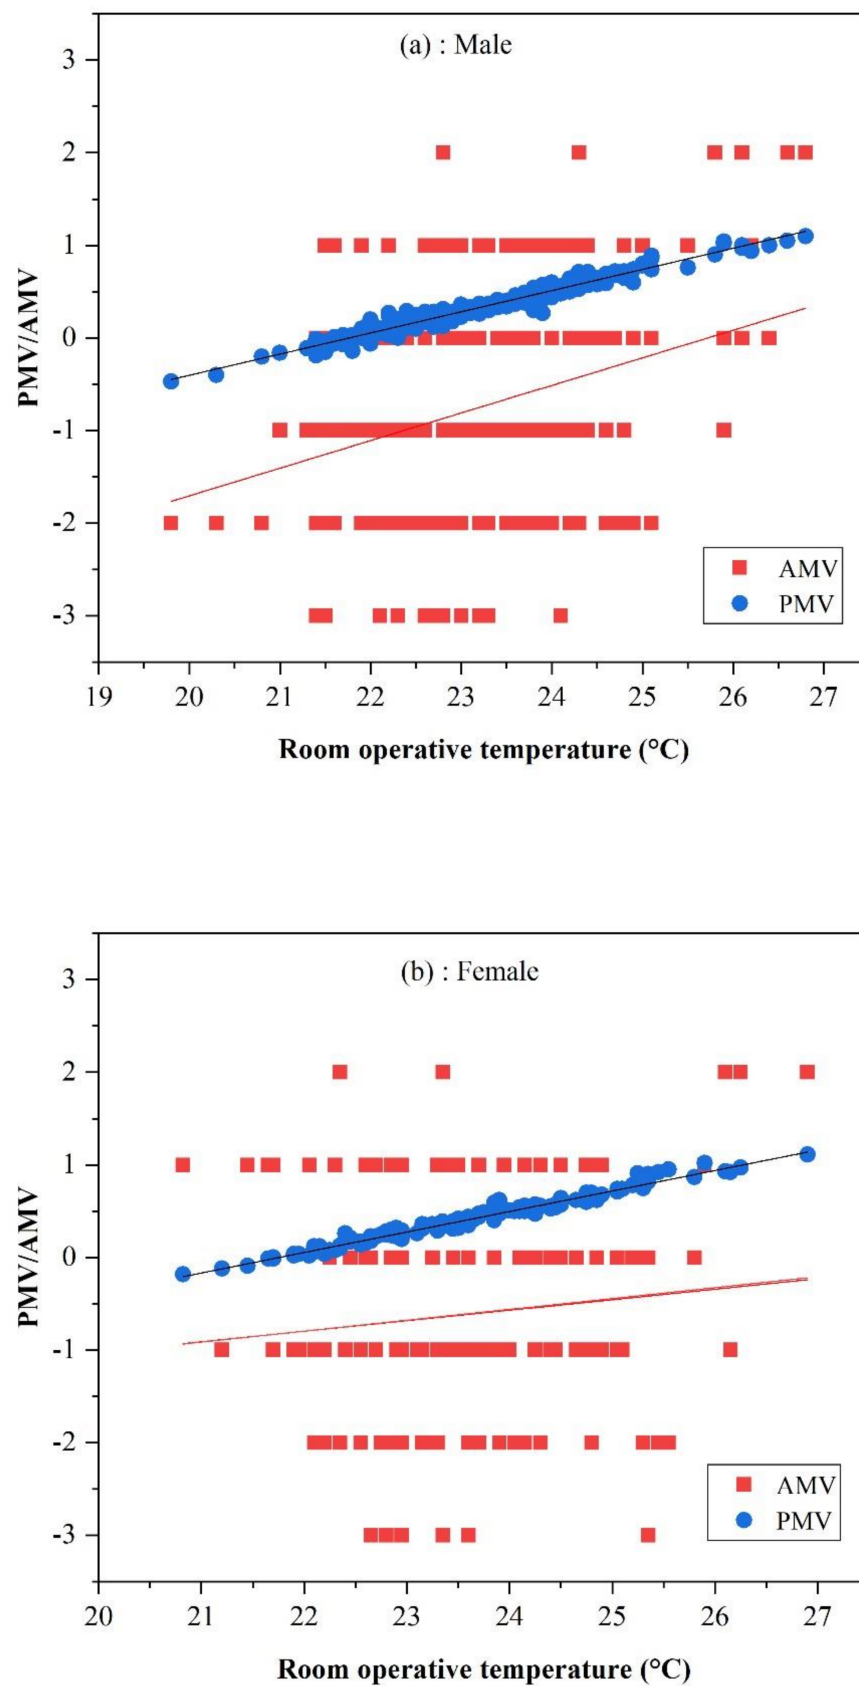 (a) : Male
3
2
1
0
-1
-2
-3
PMV/AMV
AMV
PMV
19 20 21 22 23 24 25 26 27
Room operative temperature (°C)
(b) : Female
3
2
1
0
-1
-2
-3
PMV/AMV
AMV
PMV
20 21 22 23 24 25 26 27
Room operative temperature (°C)